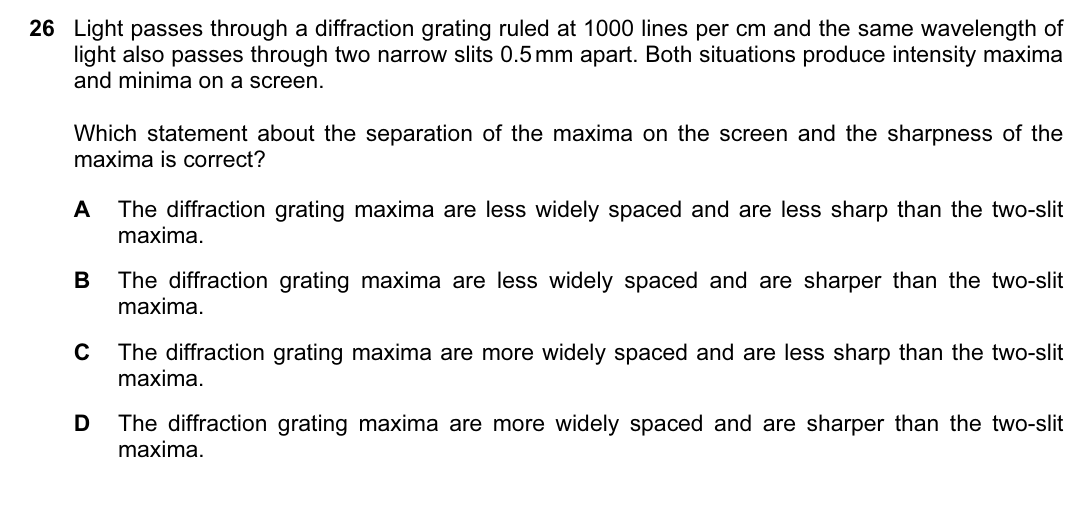 26 Light passes through a diffraction grating ruled at 1000 lines per cm and the same wavelength of
light also passes through two narrow slits 0.5 mm apart. Both situations produce intensity maxima
and minima on a screen.
Which statement about the separation of the maxima on the screen and the sharpness of the
maxima is correct?
A The diffraction grating maxima are less widely spaced and are less sharp than the two-slit
maxima.
B The diffraction grating maxima are less widely spaced and are sharper than the two-slit
maxima.
C The diffraction grating maxima are more widely spaced and are less sharp than the two-slit
maxima.
D The diffraction grating maxima are more widely spaced and are sharper than the two-slit
maxima.